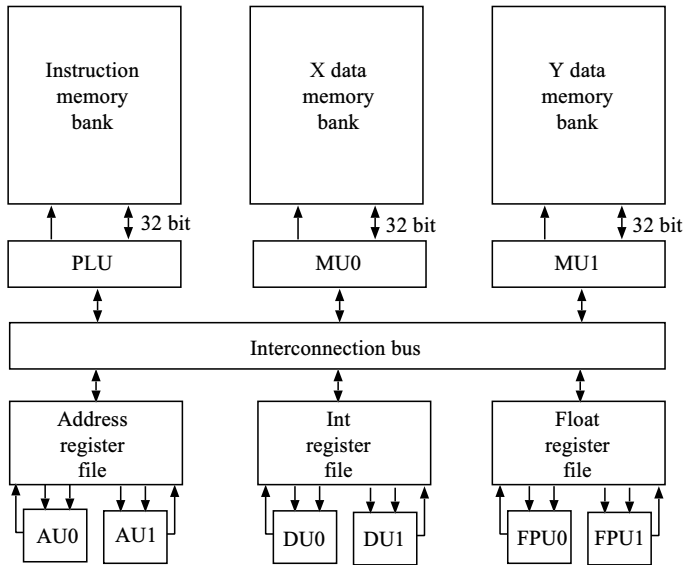 Instruction
memory
bank
X data
memory
bank
Y data
memory
bank
32 bit
32 bit
32 bit
PLU
MU0
MU1
Interconnection bus
Address
register
file
Int
register
file
Float
register
file
AU0
AU1
DU0
DU1
FPU0
FPU1